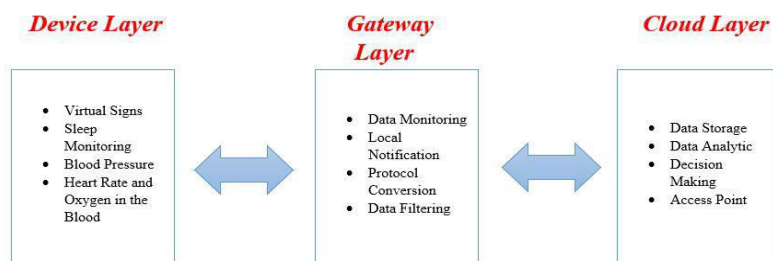 Device Layer
• Virtual Signs
• Sleep
Monitoring
• Blood Pressure
• Heart Rate and
Oxygen in the
Blood
Gateway
Layer
• Data Monitoring
• Local
Notification
• Protocol
Conversion
• Data Filtering
Cloud Layer
• Data Storage
• Data Analytic
• Decision
Making
• Access Point